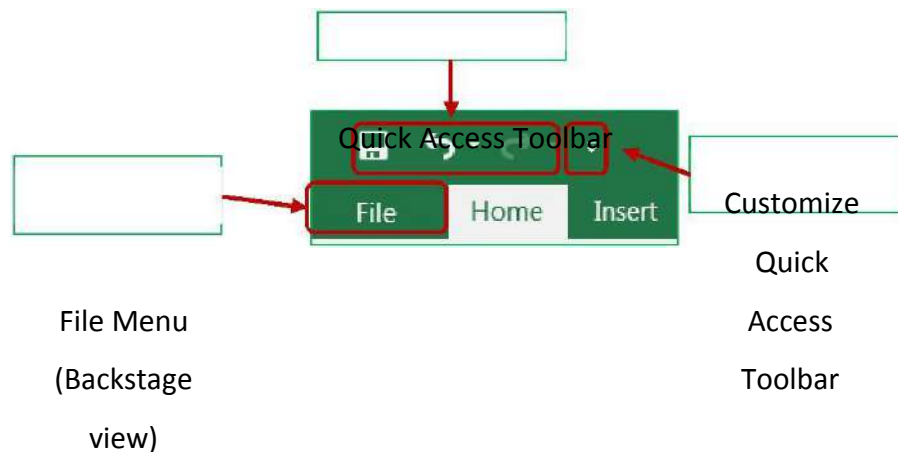 Quick Access Toolbar
File Home Insert
Customize
Quick
Access
Toolbar
File Menu
(Backstage
view)